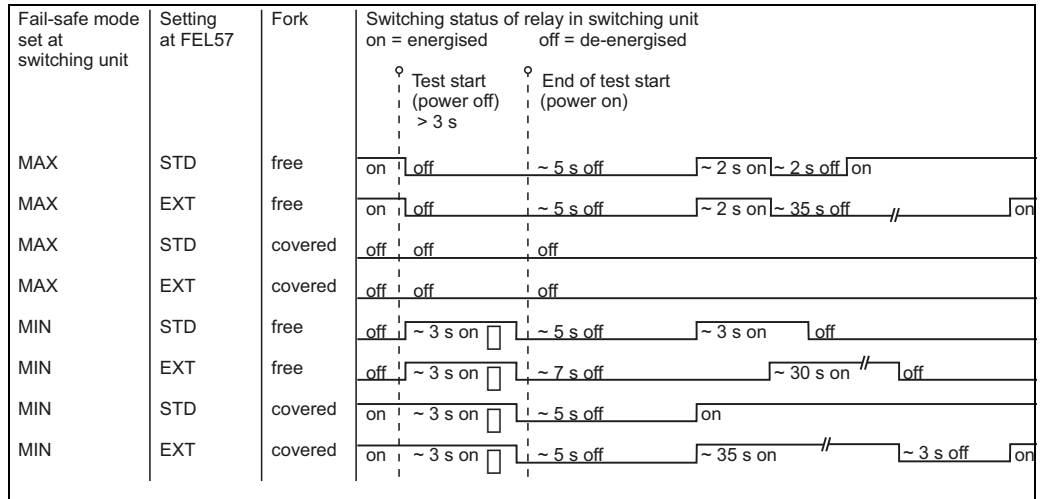 Fail-safe mode set at switching unit
Setting at FEL57
Fork
Switching status of relay in switching unit
on = energised off = de-energised
Test start (power off) > 3 s
End of test start (power on)
MAX STD free on off ~ 5 s off ~ 2 s on ~ 2 s off on
MAX EXT free on off ~ 5 s off ~ 2 s on ~ 35 s off on
MAX STD covered off off off
MAX EXT covered off off off
MIN STD free off ~ 3 s on ~ 5 s off ~ 3 s on off
MIN EXT free off ~ 3 s on ~ 7 s off ~ 30 s on off
MIN STD covered on ~ 3 s on ~ 5 s off on
MIN EXT covered on ~ 3 s on ~ 5 s off ~ 35 s on ~ 3 s off on